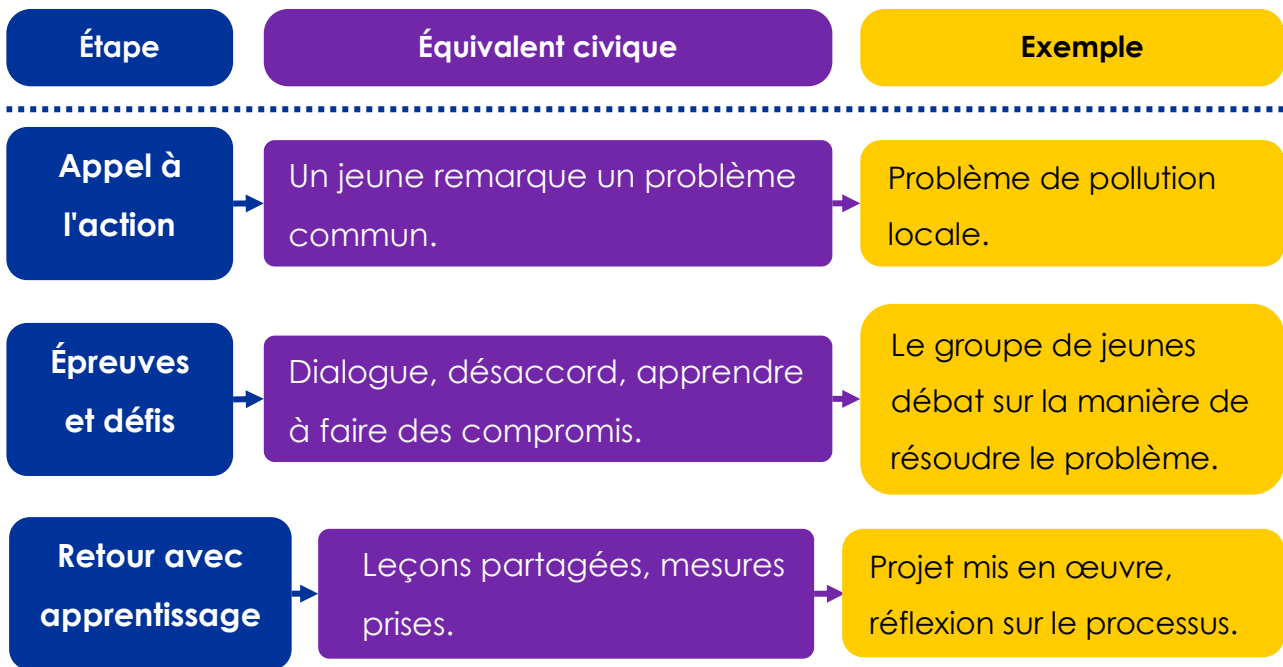 Étape
Équivalent civique
Exemple
Appel à
l'action
Un jeune remarque un problème
commun.
Problème de pollution
locale.
Épreuves
et défis
Dialogue, désaccord, apprendre
à faire des compromis.
Le groupe de jeunes
débat sur la manière de
résoudre le problème.
Retour avec
apprentissage
Leçons partagées, mesures
prises.
Projet mis en œuvre,
réflexion sur le processus.